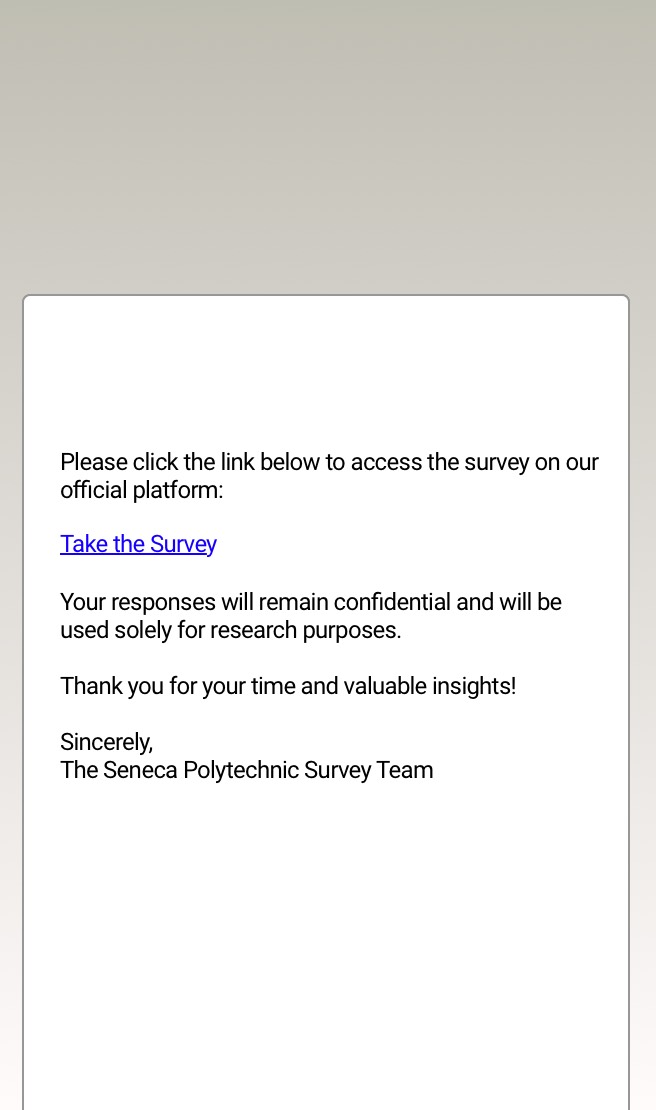 Please click the link below to access the survey on our
official platform:
Take the Survey
Your responses will remain confidential and will be
used solely for research purposes.
Thank you for your time and valuable insights!
Sincerely,
The Seneca Polytechnic Survey Team